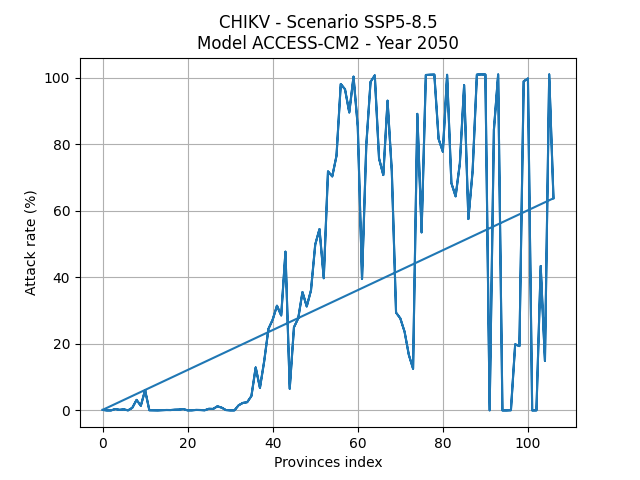 CHIKV - Scenario SSP5-8.5
Model ACCESS-CM2 - Year 2050
100
80
60
40
20
0
Attack rate (%)
0 20 40 60 80 100
Provinces index